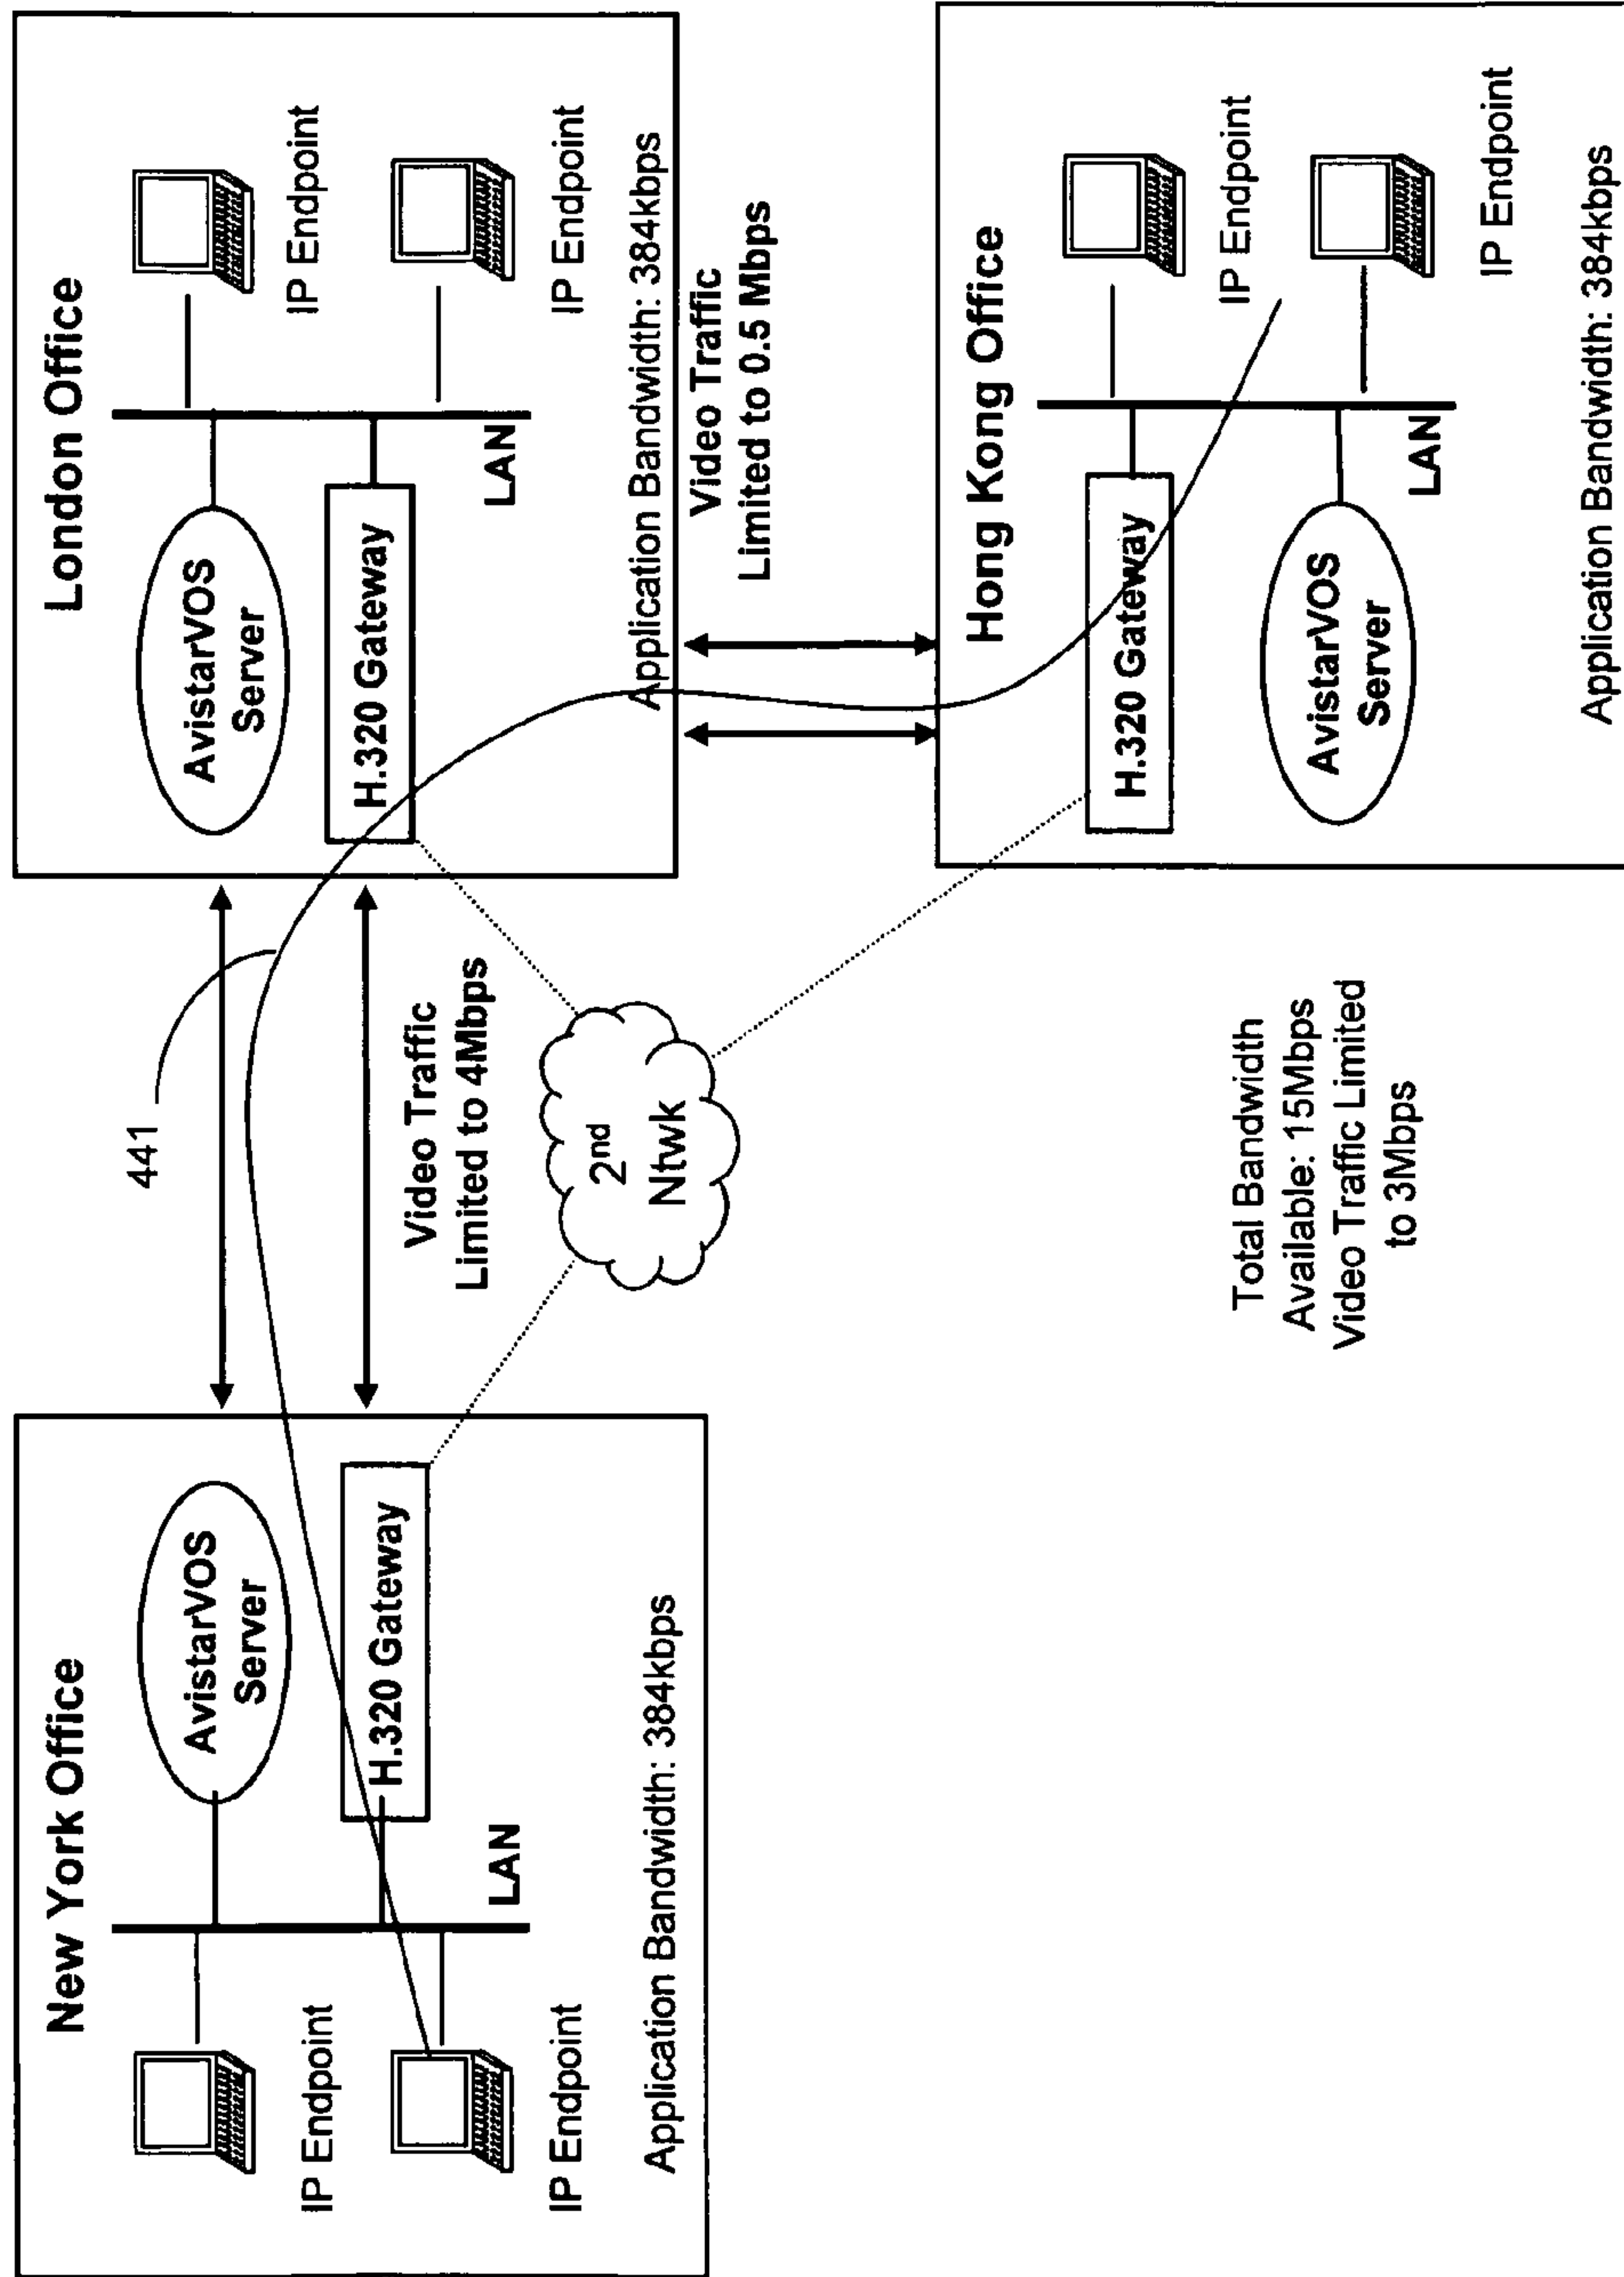 New York Office
AvistarVOS
Server
IP Endpoint
H.320 Gateway
IP Endpoint
LAN
Application Bandwidth: 384kbps
441
Video Traffic
Limited to 4Mbps
2nd
Ntwk
London Office
AvistarVOS
Server
IP Endpoint
H.320 Gateway
LAN
IP Endpoint
Application Bandwidth: 384kbps
Video Traffic
Limited to 0.5 Mbps
Total Bandwidth
Available: 15Mbps
Video Traffic Limited
to 3Mbps
Hong Kong Office
H.320 Gateway
IP Endpoint
AvistarVOS
Server
LAN
IP Endpoint
Application Bandwidth: 384kbps